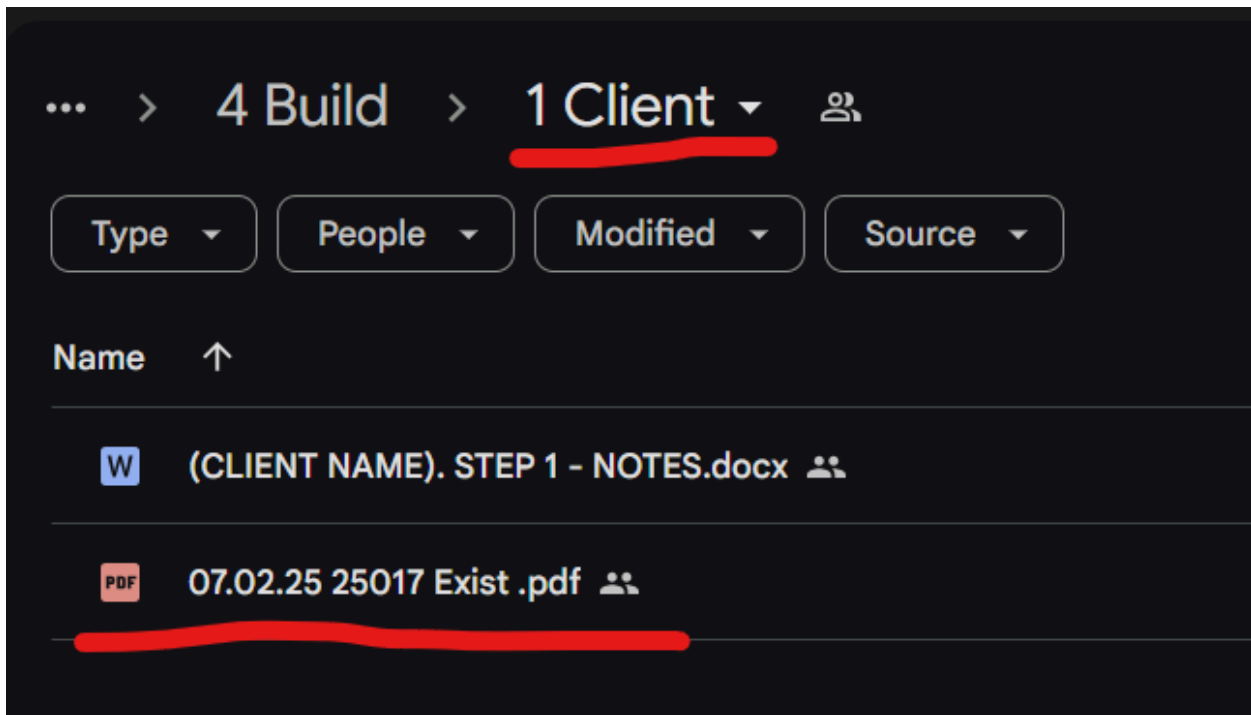 ... > 4 Build > 1 Client
Type People Modified Source
Name ↑
W (CLIENT NAME). STEP 1 - NOTES.docx
PDF 07.02.25 25017 Exist .pdf